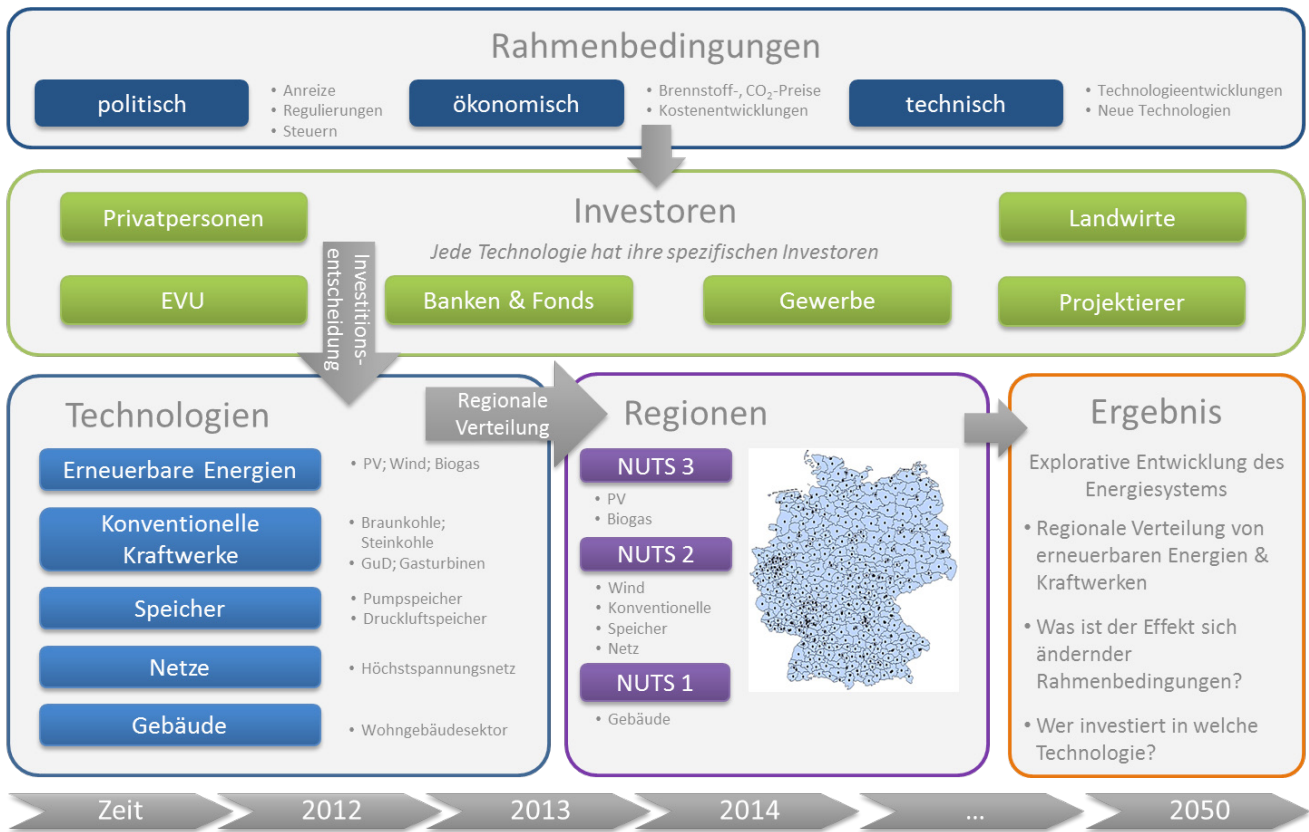 Rahmenbedingungen
politisch
• Anreize
• Regulierungen
• Steuern
ökonomisch
• Brennstoff-, CO₂-Preise
• Kostenentwicklungen
technisch
• Technologieentwicklungen
• Neue Technologien
Investoren
Jede Technologie hat ihre spezifischen Investoren
Privatpersonen
Landwirte
EVU
Banken & Fonds
Gewerbe
Projektierer
Investitions-
entscheidung
Technologien
Erneuerbare Energien
• PV; Wind; Biogas
Konventionelle
Kraftwerke
• Braunkohle;
Steinkohle
• GuD; Gasturbinen
Speicher
• Pumpspeicher
• Druckluftspeicher
Netze
• Höchstspannungsnetz
Gebäude
• Wohngebäudesektor
Regionale
Verteilung
Regionen
NUTS 3
• PV
• Biogas
NUTS 2
• Wind
• Konventionelle
• Speicher
• Netz
NUTS 1
• Gebäude
Ergebnis
Explorative Entwicklung des
Energiesystems
• Regionale Verteilung von
erneuerbaren Energien &
Kraftwerken
• Was ist der Effekt sich
ändernder
Rahmenbedingungen?
• Wer investiert in welche
Technologie?
Zeit
2012
2013
2014
...
2050